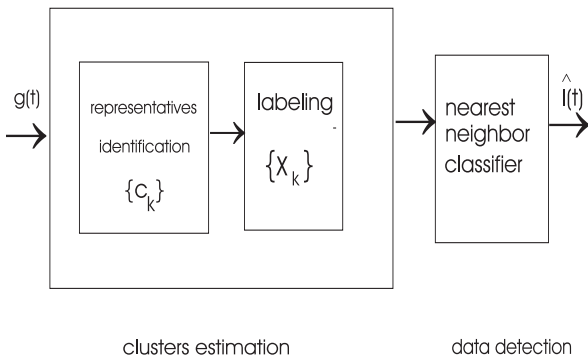 g(t)
representatives
identification
{c_k}
labeling
{X_k}
nearest
neighbor
classifier
^
I(t)
clusters estimation
data detection